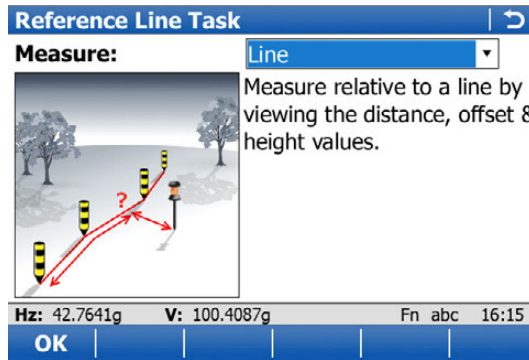 Reference Line Task
Measure: Line
Measure relative to a line by
viewing the distance, offset &
height values.
?
Hz: 42.7641g V: 100.4087g Fn abc 16:15
OK